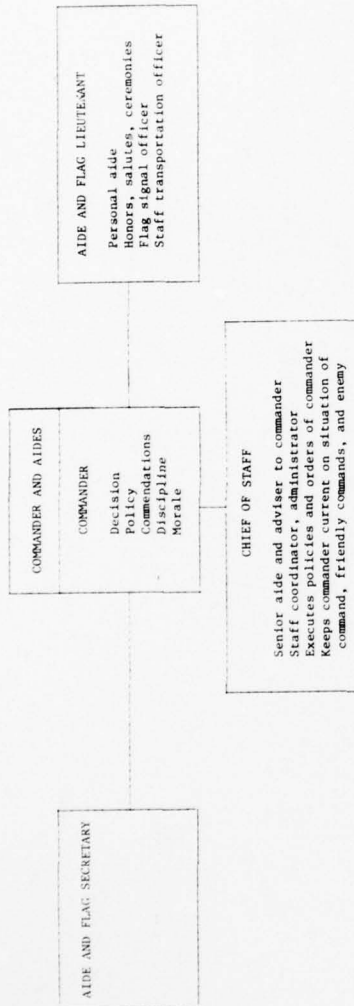 COMMANDER AND AIDES
AIDE AND FLAG SECRETARY
COMMANDER
Decision
Policy
Commendations
Discipline
Morale
AIDE AND FLAG LIEUTENANT
Personal aide
Honors, salutes, ceremonies
Flag signal officer
Staff transportation officer
CHIEF OF STAFF
Senior aide and adviser to commander
Staff coordinator, administrator
Executes policies and orders of commander
Keeps commander current on situation of
command, friendly commands, and enemy